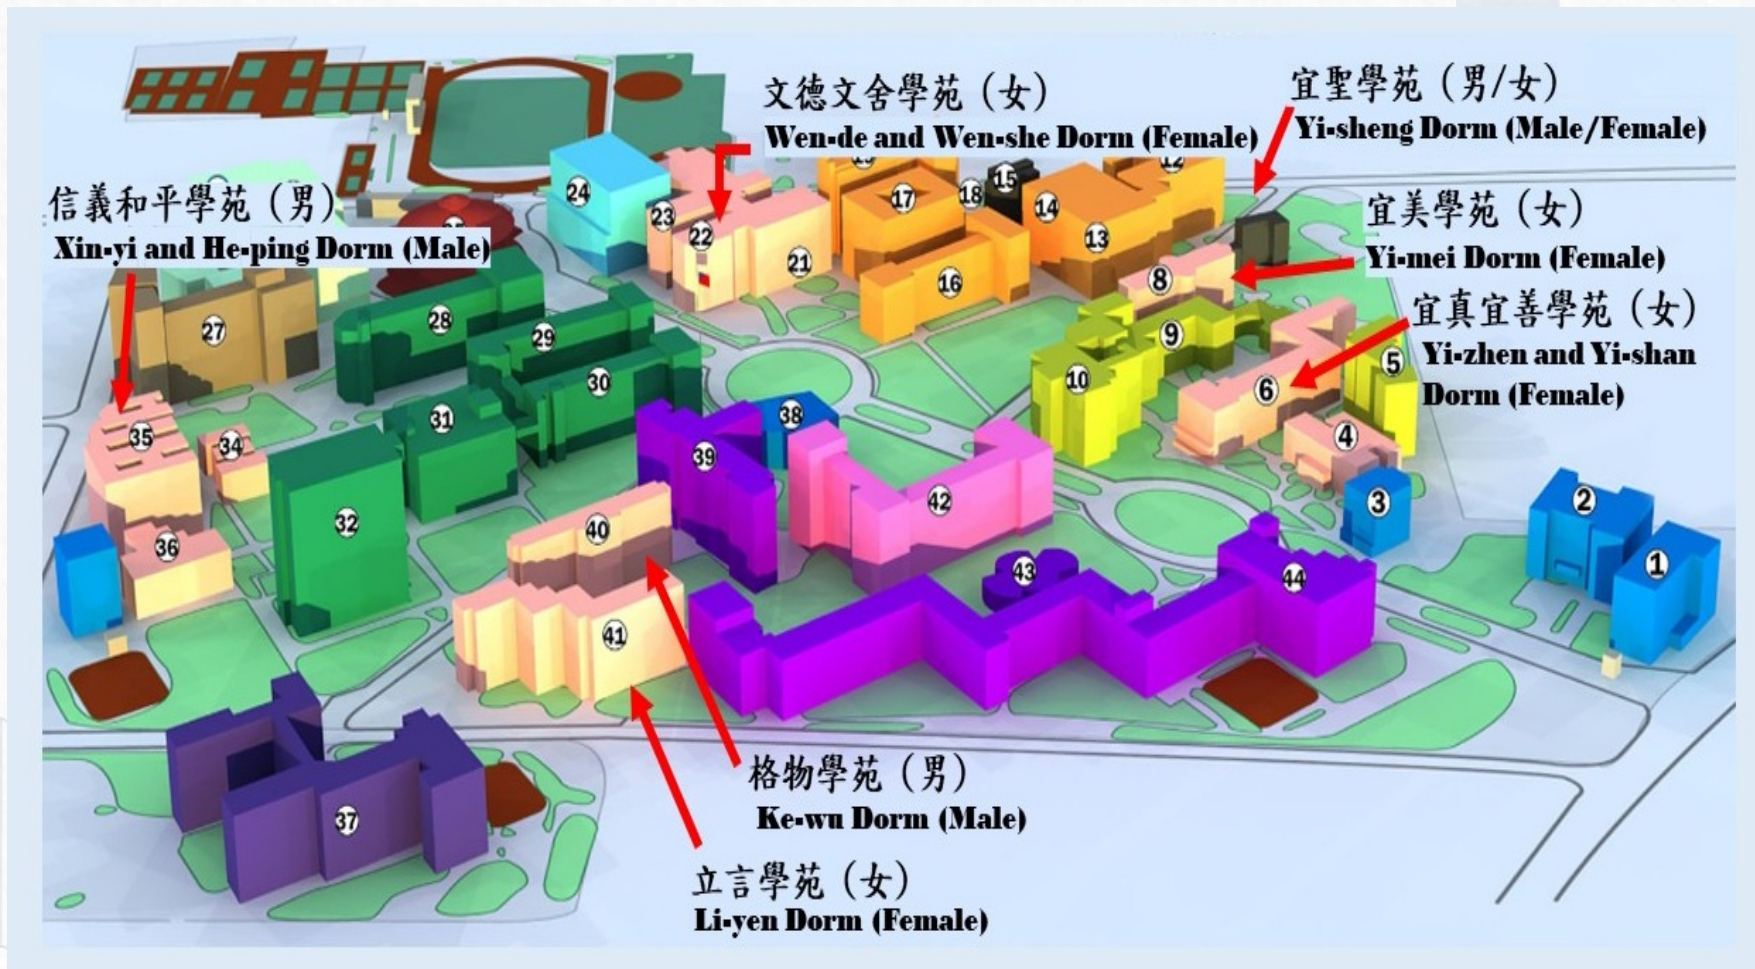 文德文舍學苑（女）
Wen-de and Wen-she Dorm (Female)
宜聖學苑（男/女）
Yi-sheng Dorm (Male/Female)
信義和平學苑（男）
Xin-yi and He-ping Dorm (Male)
宜美學苑（女）
Yi-mei Dorm (Female)
宜真宜善學苑（女）
Yi-zhen and Yi-shan
Dorm (Female)
格物學苑（男）
Ke-wu Dorm (Male)
立言學苑（女）
Li-yen Dorm (Female)
24
23
22
21
17
18
15
14
12
13
16
8
9
10
6
5
4
3
2
1
27
28
29
30
31
32
34
35
36
38
39
40
41
42
43
44
37